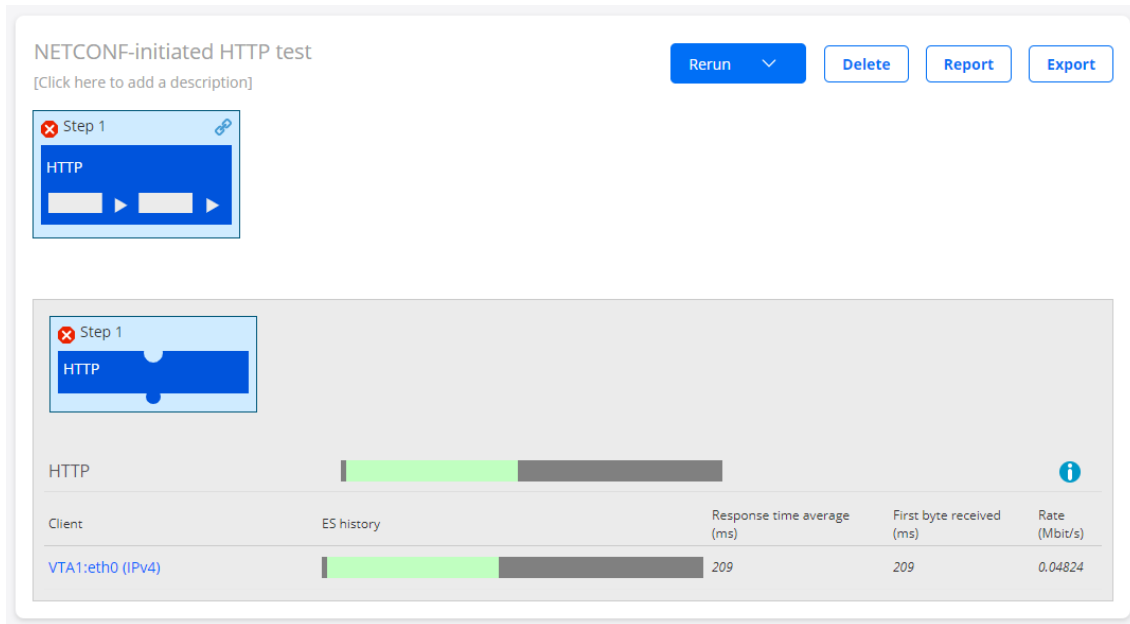 NETCONF-initiated HTTP test
[Click here to add a description]
Rerun
Delete
Report
Export
Step 1
HTTP
Step 1
HTTP
HTTP
Client
ES history
Response time average
(ms)
First byte received
(ms)
Rate
(Mbit/s)
VTA1:eth0 (IPv4)
209
209
0.04824